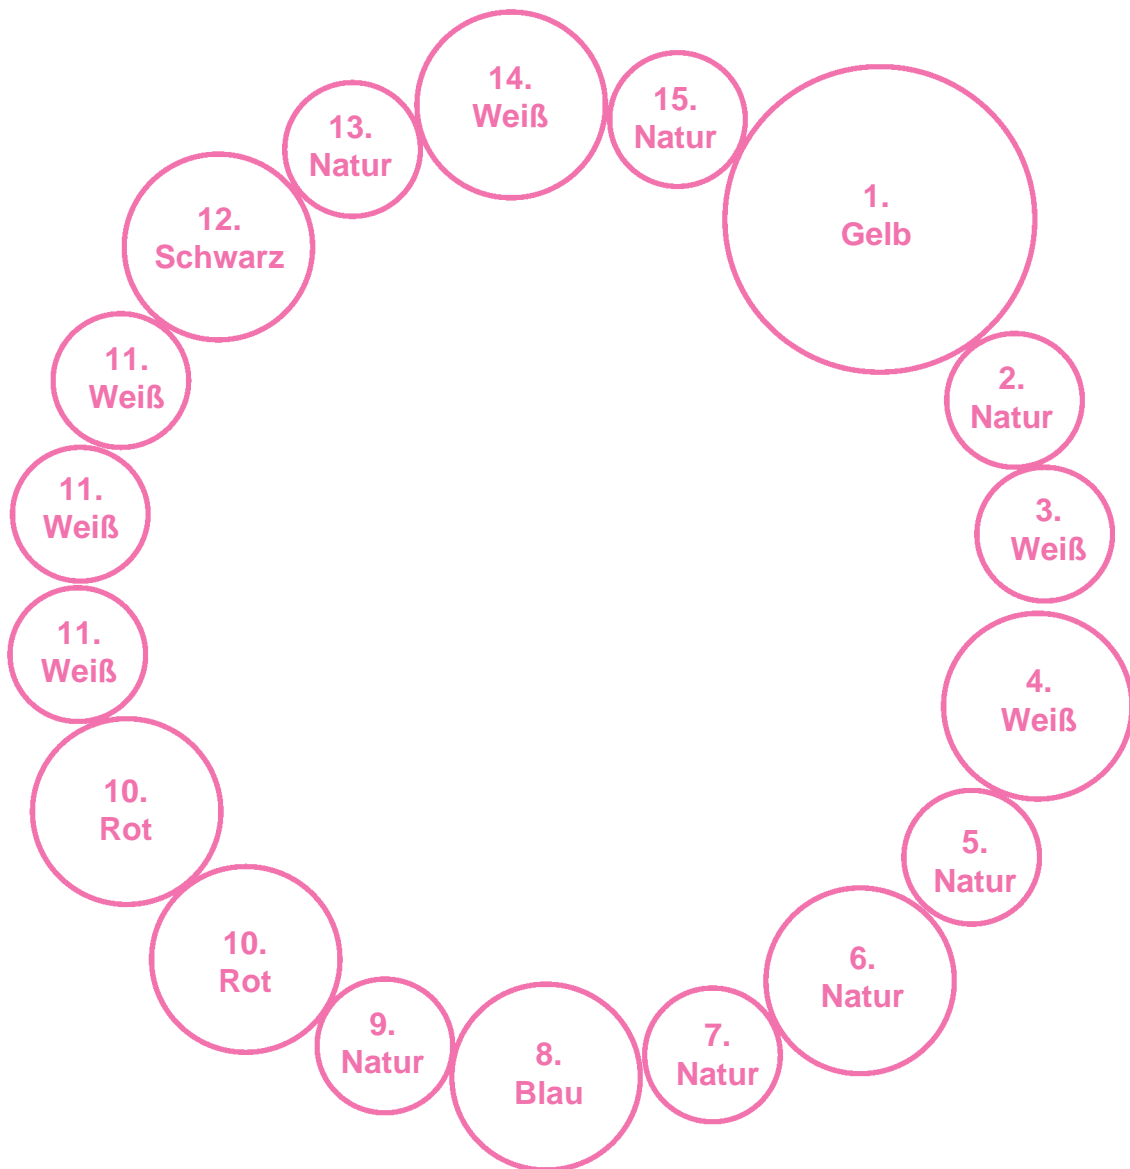 1.
Gelb
2.
Natur
3.
Weiß
4.
Weiß
5.
Natur
6.
Natur
7.
Natur
8.
Blau
9.
Natur
10.
Rot
10.
Rot
11.
Weiß
11.
Weiß
11.
Weiß
12.
Schwarz
13.
Natur
14.
Weiß
15.
Natur